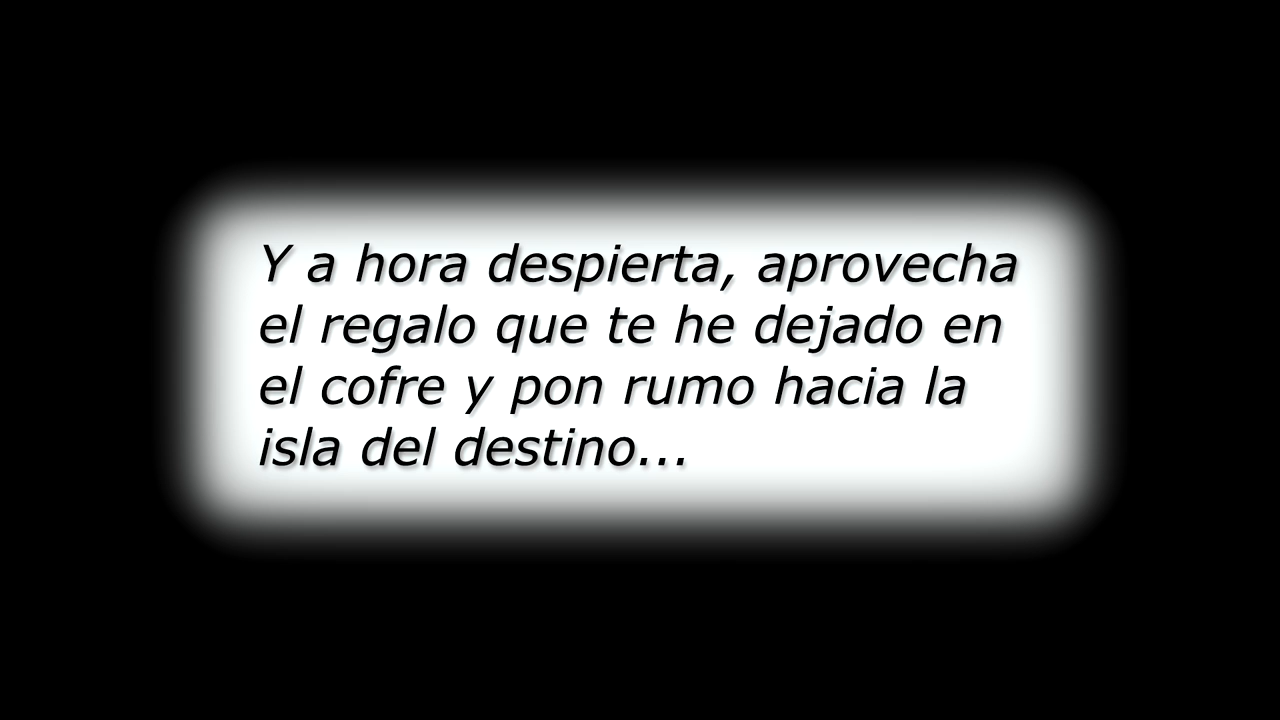 Y a hora despierta, aprovecha
el regalo que te he dejado en
el cofre y pon rumo hacia la
isla del destino...